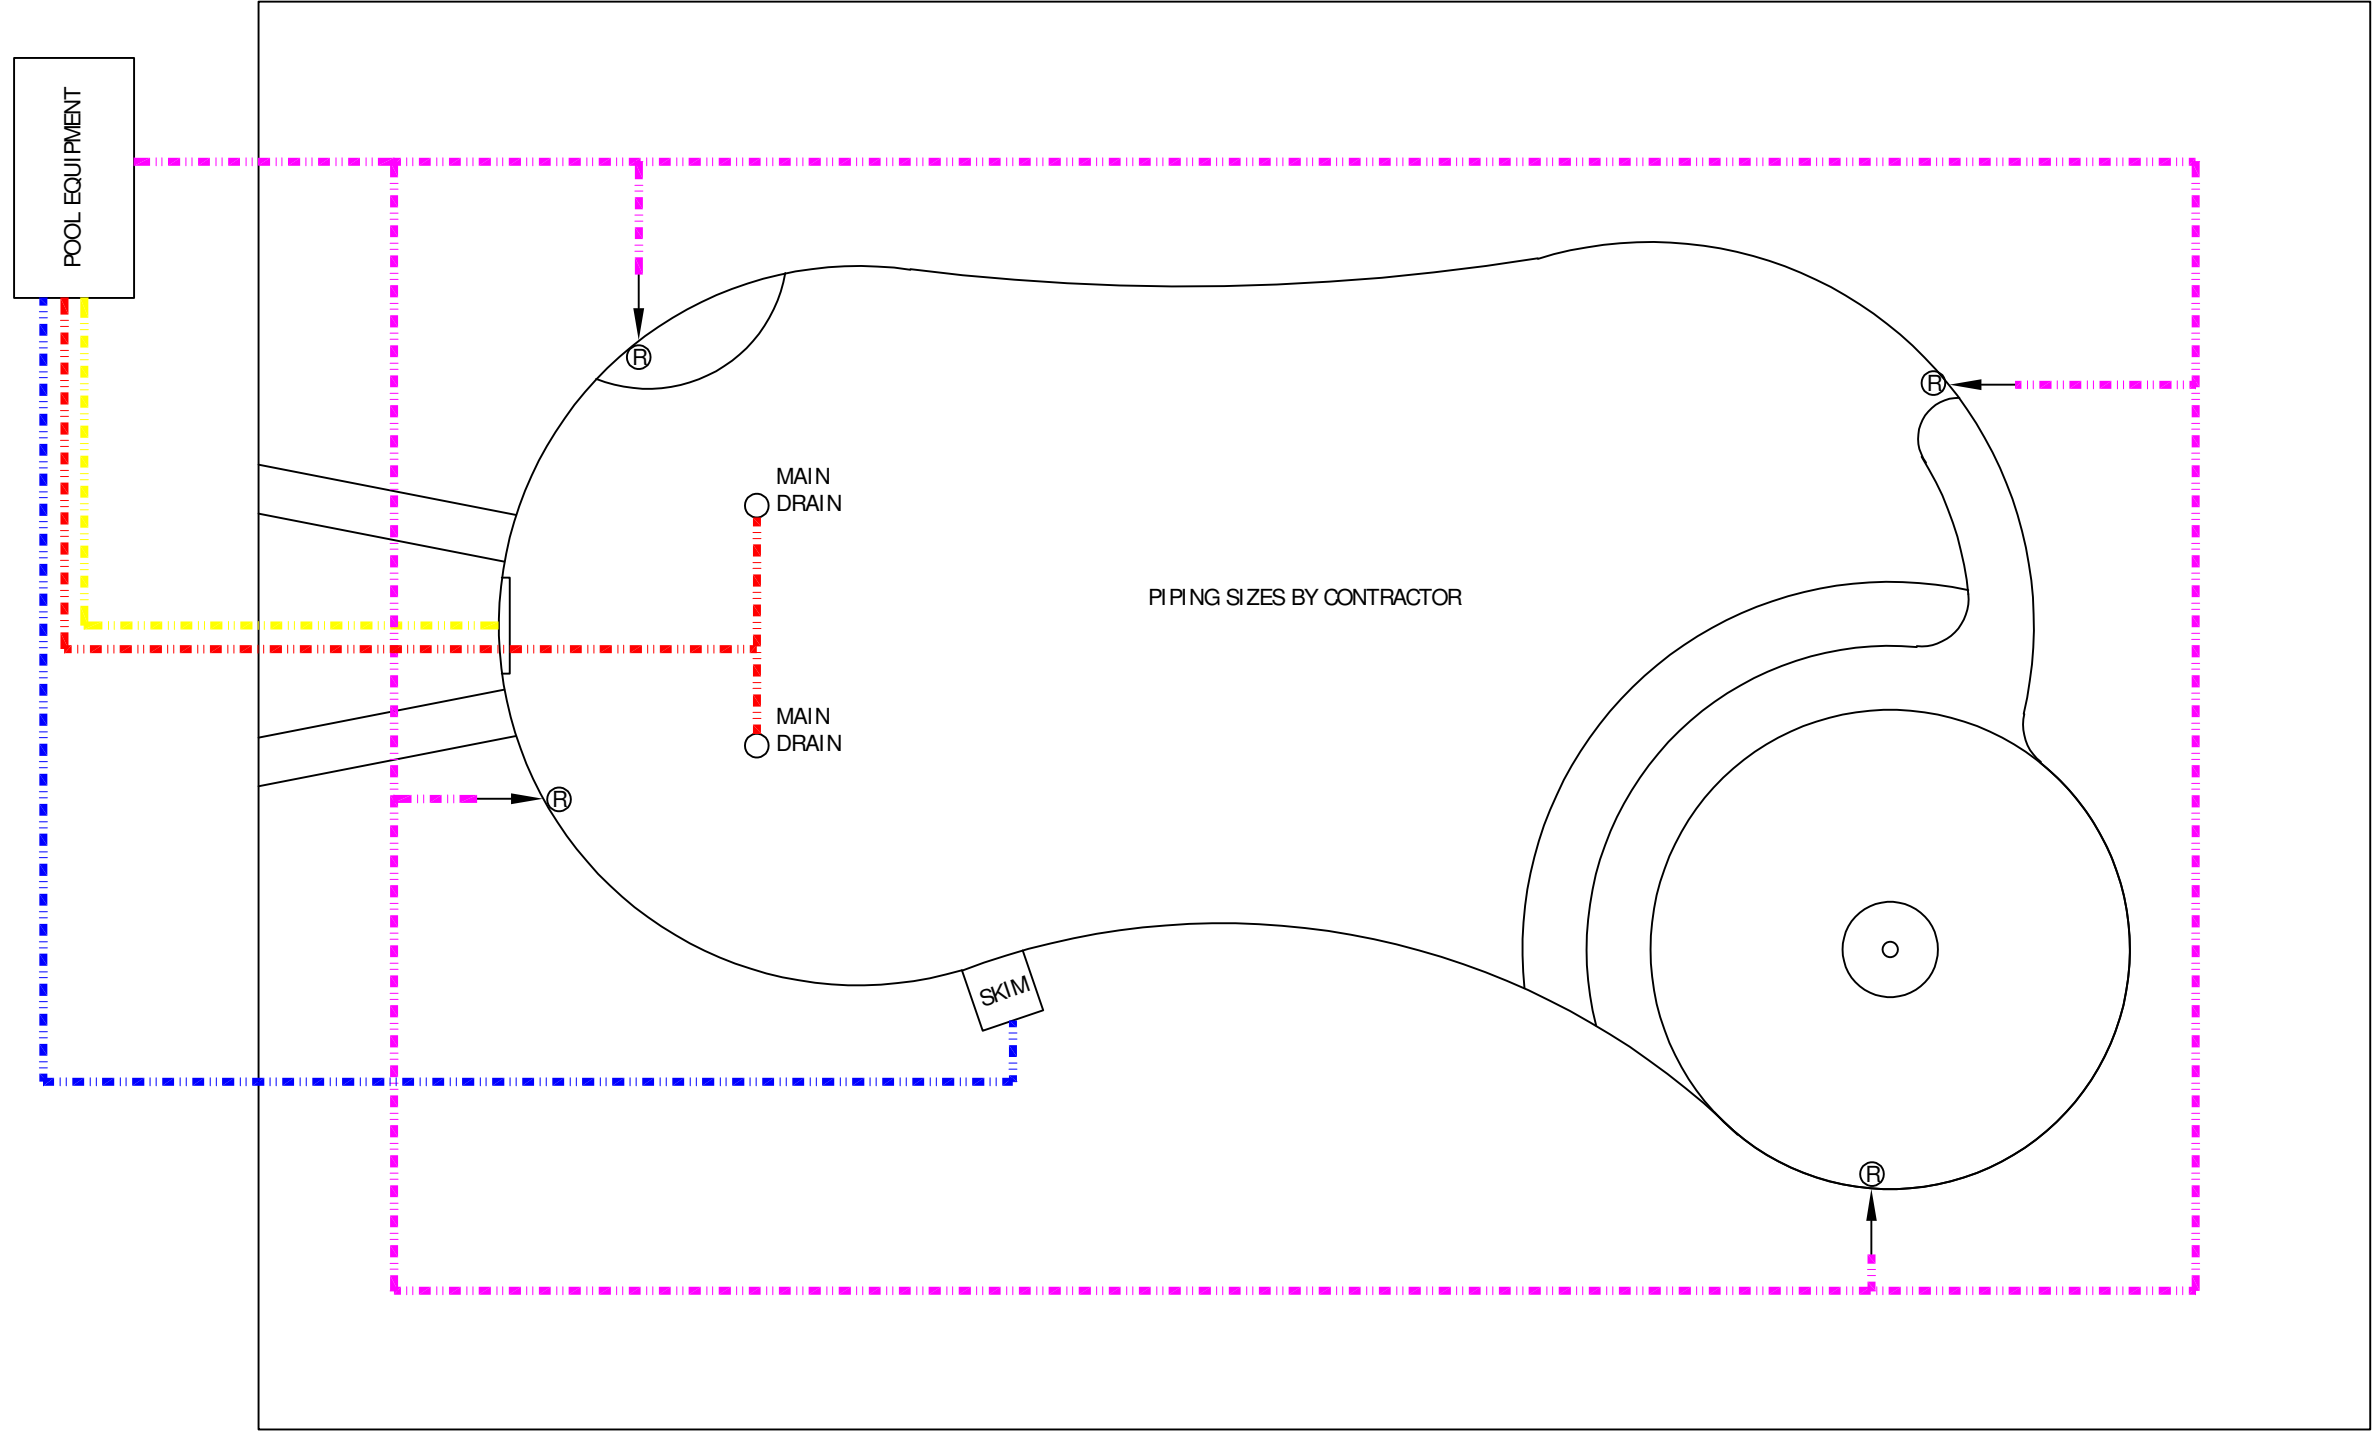 POOL EQUIPMENT
R
R
MAIN
DRAIN
PIPING SIZES BY CONTRACTOR
MAIN
DRAIN
R
SKIM
R